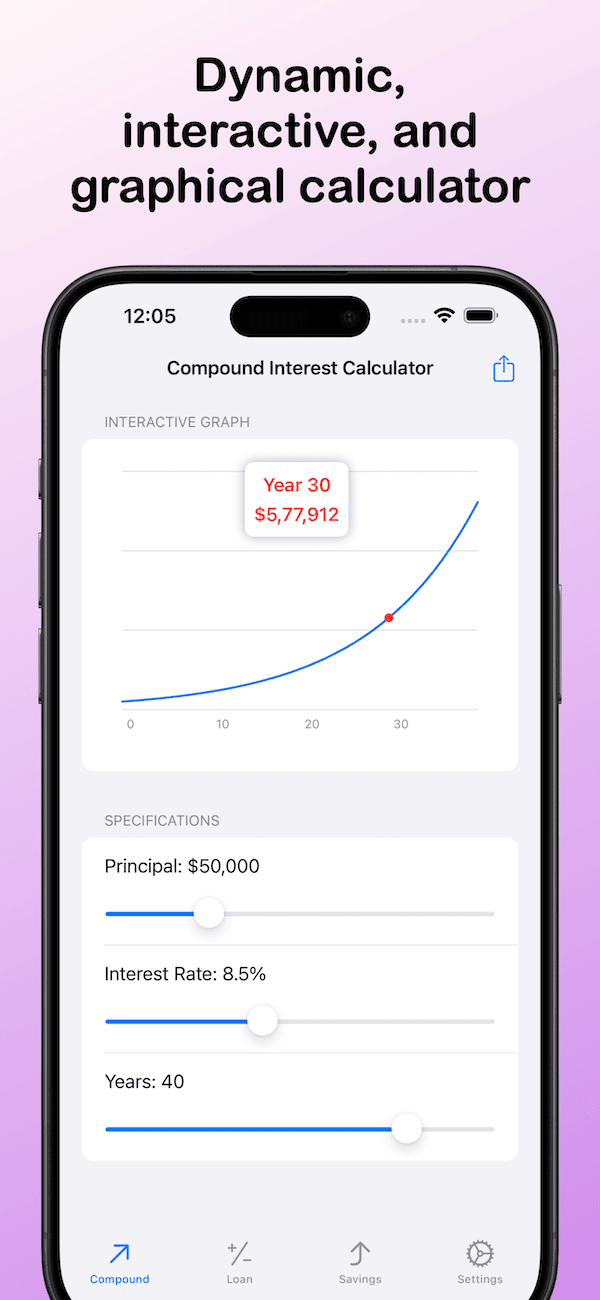 Dynamic,
interactive, and
graphical calculator
12:05
Compound Interest Calculator
INTERACTIVE GRAPH
Year 30
$5,77,912
0 10 20 30
SPECIFICATIONS
Principal: $50,000
Interest Rate: 8.5%
Years: 40
Compound Loan Savings Settings